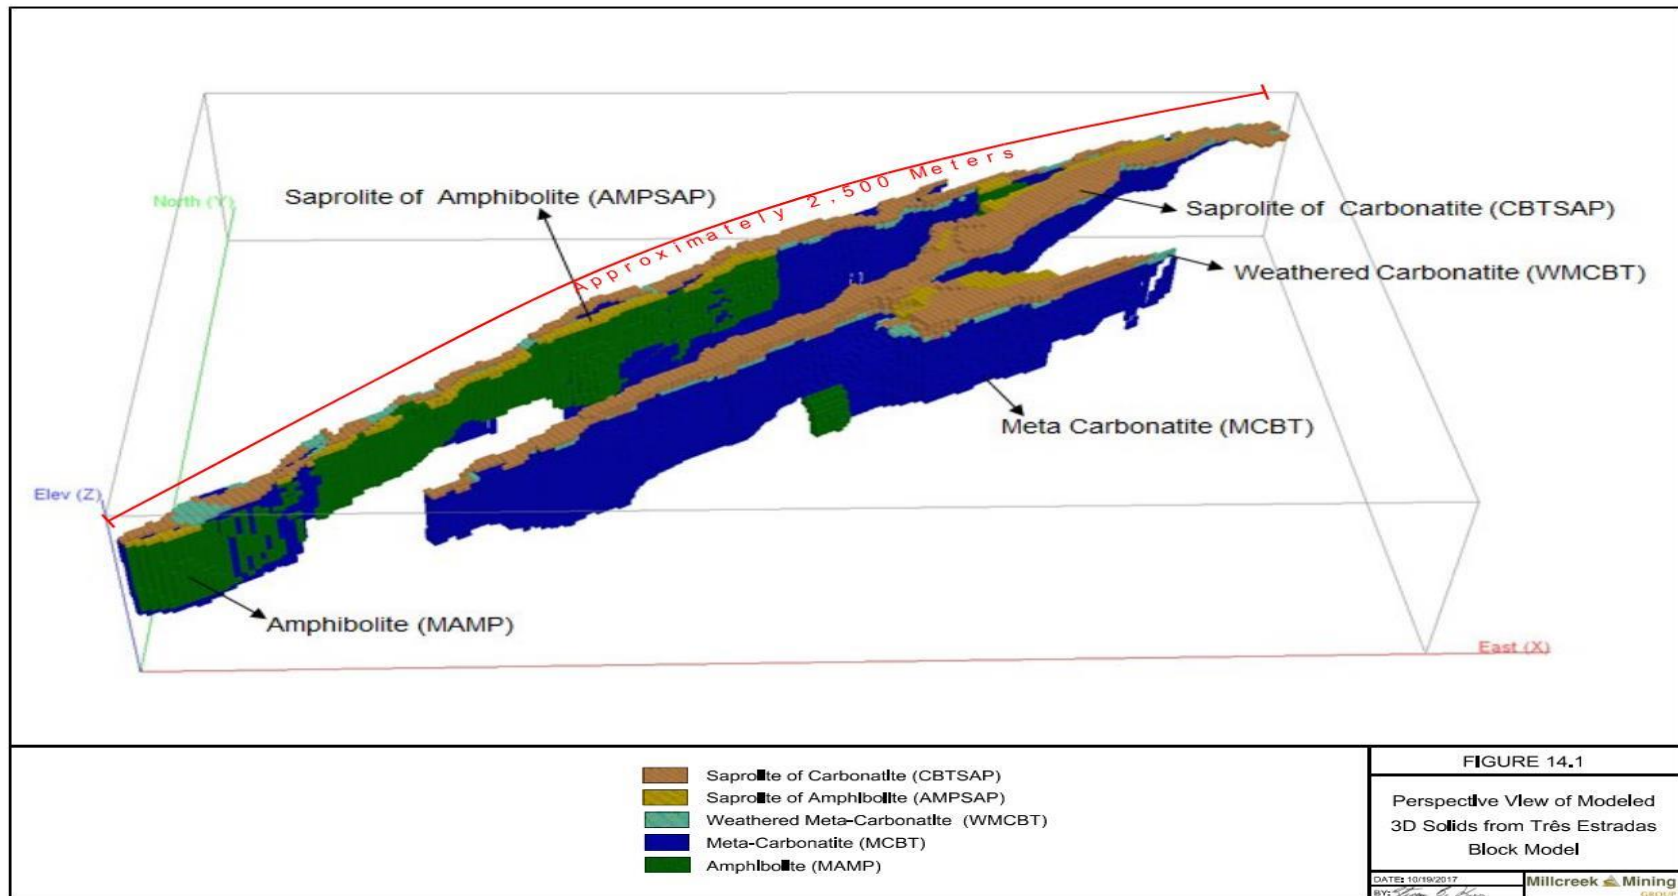 Approximately 2,500 Meters
North (Y)
Saprolite of Amphibolite (AMPSAP)
Saprolite of Carbonatite (CBTSAP)
Weathered Carbonatite (WMCBT)
Meta Carbonatite (MCBT)
Elev (Z)
Amphibolite (MAMP)
East (X)
Saprolite of Carbonatite (CBTSAP)
Saprolite of Amphibolite (AMPSAP)
Weathered Meta-Carbonatite (WMCBT)
Meta-Carbonatite (MCBT)
Amphibolite (MAMP)
FIGURE 14.1
Perspective View of Modeled
3D Solids from Três Estradas
Block Model
DATE: 10/19/2017
BY:
Millcreek Mining
GROUP